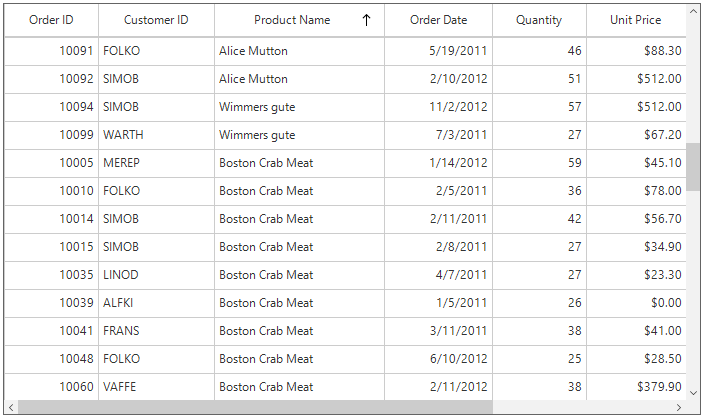 Order ID Customer ID Product Name Order Date Quantity Unit Price
10091 FOLKO Alice Mutton 5/19/2011 46 $88.30
10092 SIMOB Alice Mutton 2/10/2012 51 $512.00
10094 SIMOB Wimmers gute 11/2/2012 57 $512.00
10099 WARTH Wimmers gute 7/3/2011 27 $67.20
10005 MEREP Boston Crab Meat 1/14/2012 59 $45.10
10010 FOLKO Boston Crab Meat 2/5/2011 36 $78.00
10014 SIMOB Boston Crab Meat 2/11/2011 42 $56.70
10015 SIMOB Boston Crab Meat 2/8/2011 27 $34.90
10035 LINOD Boston Crab Meat 4/7/2011 27 $23.30
10039 ALFKI Boston Crab Meat 1/5/2011 26 $0.00
10041 FRANS Boston Crab Meat 3/11/2011 38 $41.00
10048 FOLKO Boston Crab Meat 6/10/2012 25 $28.50
10060 VAFFE Boston Crab Meat 2/11/2012 38 $379.90